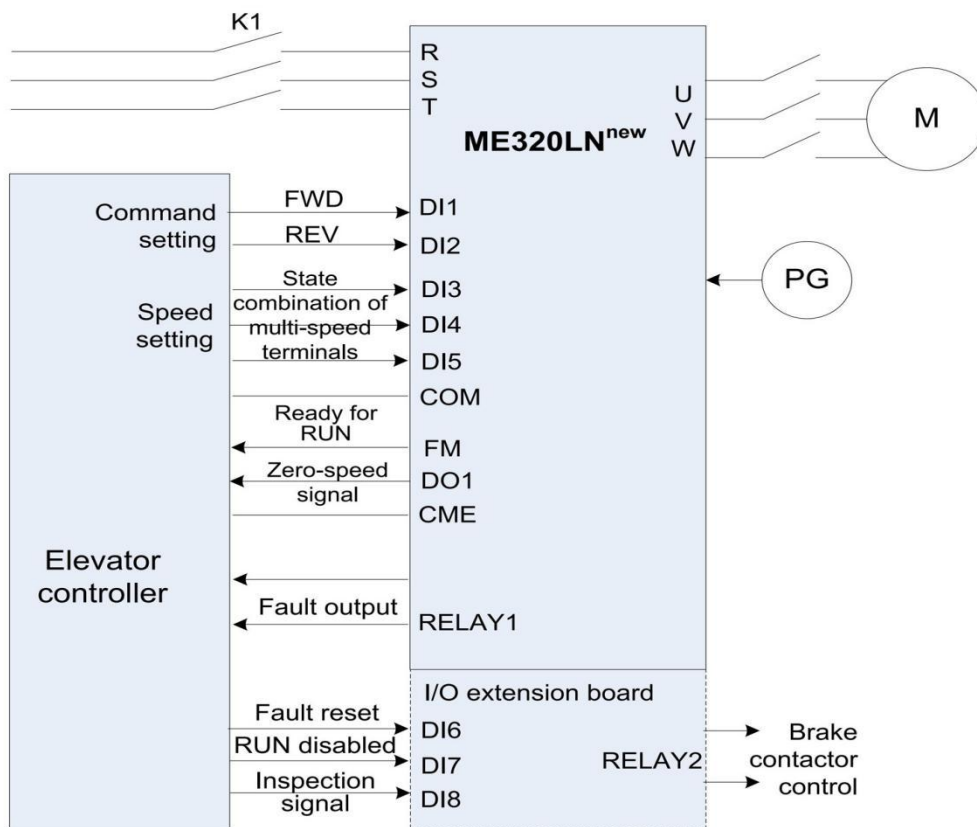 K1
R
S
T
U
V
W
ME320LNnew
M
Command
setting
FWD
DI1
REV
DI2
PG
Speed
setting
State
combination of
multi-speed
terminals
DI3
DI4
DI5
COM
Ready for
RUN
FM
Zero-speed
signal
DO1
CME
Elevator
controller
Fault output
RELAY1
I/O extension board
Fault reset
DI6
RUN disabled
DI7
Inspection
signal
DI8
RELAY2
Brake
contactor
control